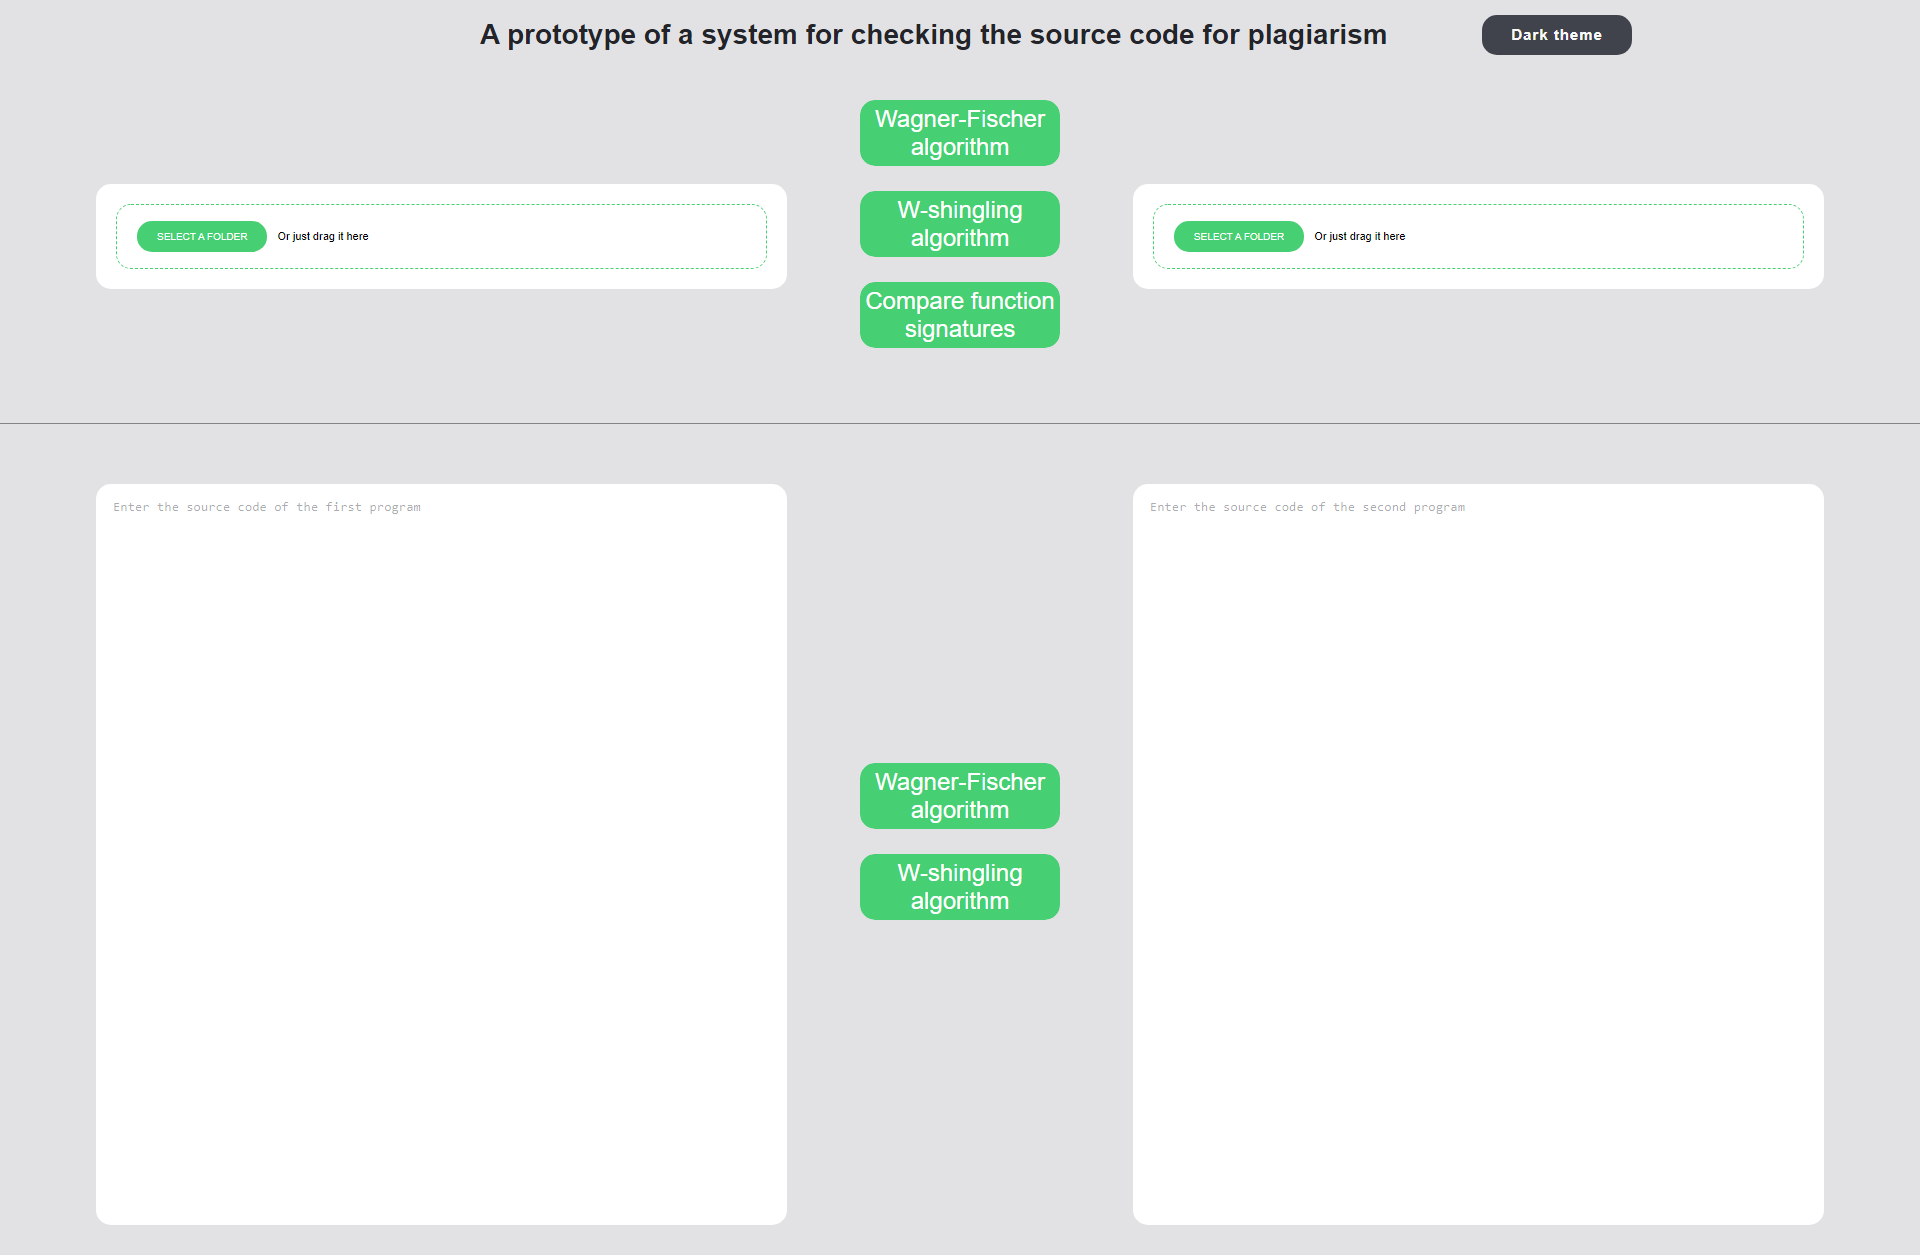 A prototype of a system for checking the source code for plagiarism
Dark theme
Wagner-Fischer
algorithm
W-shingling
algorithm
Compare function
signatures
SELECT A FOLDER Or just drag it here
SELECT A FOLDER Or just drag it here
Enter the source code of the first program
Enter the source code of the second program
Wagner-Fischer
algorithm
W-shingling
algorithm